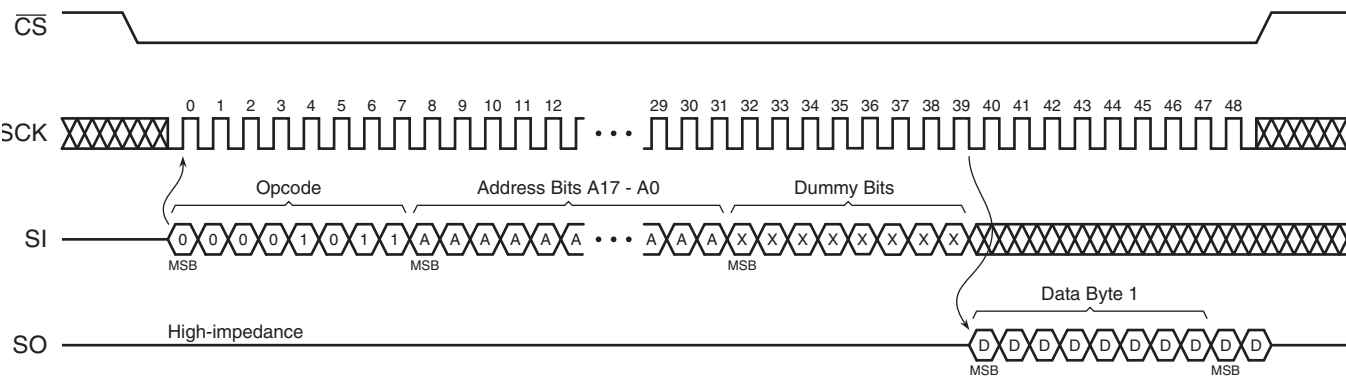 CS
0 1 2 3 4 5 6 7 8 9 10 11 12 29 30 31 32 33 34 35 36 37 38 39 40 41 42 43 44 45 46 47 48
SCK
Opcode Address Bits A17 - A0 Dummy Bits
SI 0 0 0 0 1 0 1 1 A A A A A A A A A X X X X X X X X
MSB MSB MSB
Data Byte 1
High-impedance
SO D D D D D D D D D D
MSB MSB